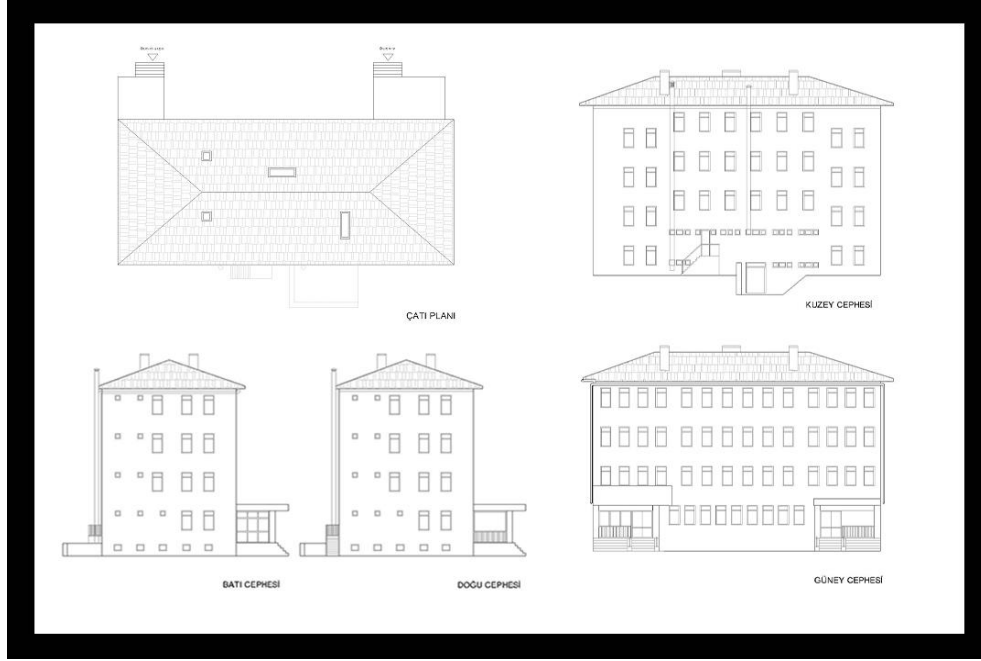 ÇATI PLANI
KUZEY CEPHESİ
BATI CEPHESİ
DOĞU CEPHESİ
GÜNEY CEPHESİ